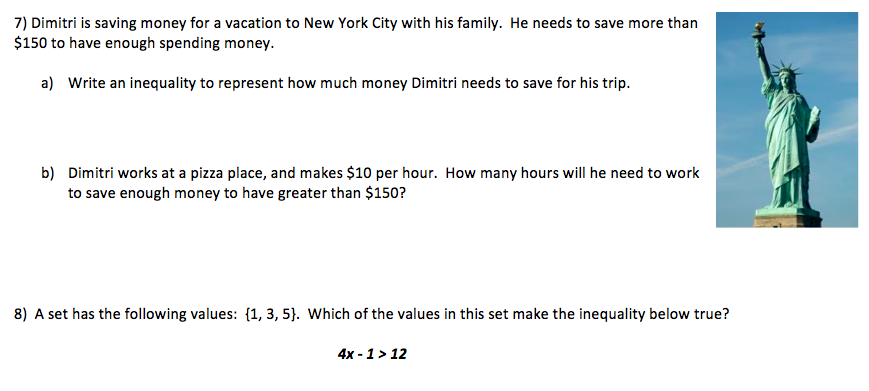 7) Dimitri is saving money for a vacation to New York City with his family. He needs to save more than
$150 to have enough spending money.
a) Write an inequality to represent how much money Dimitri needs to save for his trip.
b) Dimitri works at a pizza place, and makes $10 per hour. How many hours will he need to work
to save enough money to have greater than $150?
8) A set has the following values: {1, 3, 5}. Which of the values in this set make the inequality below true?
4x - 1 > 12